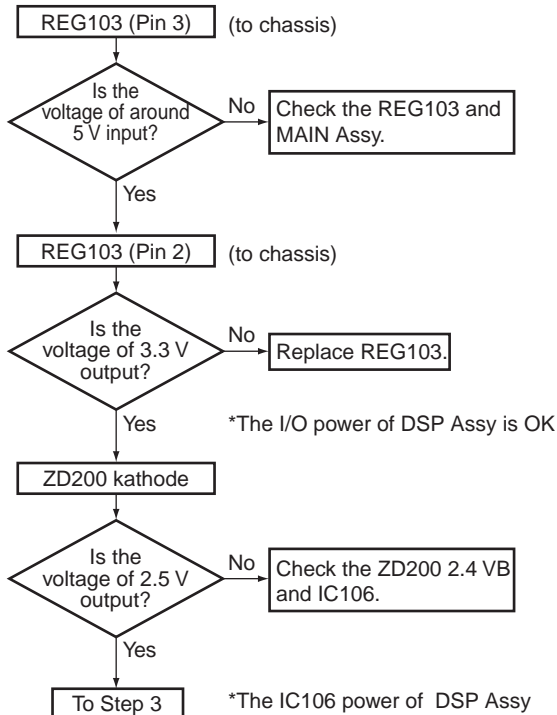 REG103 (Pin 3) (to chassis)
Is the
voltage of around
5 V input?
No
Check the REG103 and
MAIN Assy.
Yes
REG103 (Pin 2) (to chassis)
Is the
voltage of 3.3 V
output?
No
Replace REG103.
Yes
*The I/O power of DSP Assy is OK
ZD200 kathode
Is the
voltage of 2.5 V
output?
No
Check the ZD200 2.4 VB
and IC106.
Yes
To Step 3
*The IC106 power of DSP Assy